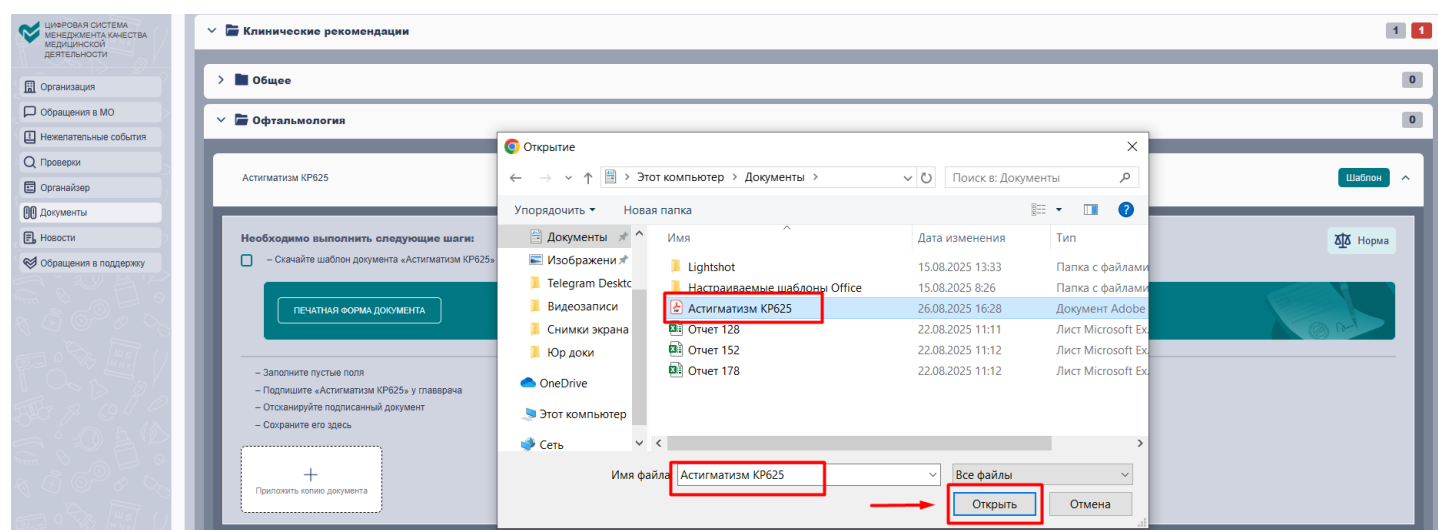 ЦИФРОВАЯ СИСТЕМА
МЕНЕДЖМЕНТА КАЧЕСТВА
МЕДИЦИНСКОЙ
ДЕЯТЕЛЬНОСТИ
Организация
Обращения в МО
Нежелательные события
Проверки
Органайзер
Документы
Новости
Обращения в поддержку
Клинические рекомендации
1 1
Общее
0
Офтальмология
0
Астигматизм КР625
Шаблон
Необходимо выполнить следующие шаги:
Норма
– Скачайте шаблон документа «Астигматизм КР625»
ПЕЧАТНАЯ ФОРМА ДОКУМЕНТА
– Заполните пустые поля
– Подпишите «Астигматизм КР625» у главврача
– Отсканируйте подписанный документ
– Сохраните его здесь
Приложить копию документа
Открытие
Этот компьютер > Документы >
Поиск в: Документы
Упорядочить
Новая папка
Документы
Изображени
Telegram Deskto
Видеозаписи
Снимки экрана
Юр доки
OneDrive
Этот компьютер
Сеть
Имя Дата изменения Тип
Lightshot 15.08.2025 13:33 Папка с файлами
Настраиваемые шаблоны Office 15.08.2025 8:26 Папка с файлами
Астигматизм КР625 26.08.2025 16:28 Документ Adobe
Отчет 128 22.08.2025 11:11 Лист Microsoft Ex
Отчет 152 22.08.2025 11:12 Лист Microsoft Ex
Отчет 178 22.08.2025 11:12 Лист Microsoft Ex
Имя файла Астигматизм КР625 Все файлы
Открыть Отмена